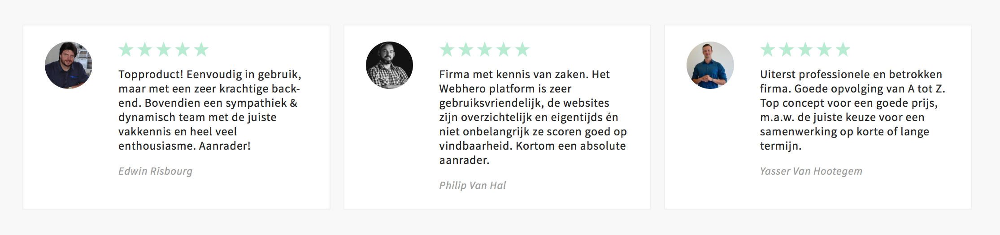 Topproduct! Eenvoudig in gebruik,
maar met een zeer krachtige back-
end. Bovendien een sympathiek &
dynamisch team met de juiste
vakkennis en heel veel
enthousiasme. Aanrader!
Edwin Risbourg
Firma met kennis van zaken. Het
Webhero platform is zeer
gebruiksvriendelijk, de websites
zijn overzichtelijk en eigentijds én
niet onbelangrijk ze scoren goed op
vindbaarheid. Kortom een absolute
aanrader.
Philip Van Hal
Uiterst professionele en betrokken
firma. Goede opvolging van A tot Z.
Top concept voor een goede prijs,
m.a.w. de juiste keuze voor een
samenwerking op korte of lange
termijn.
Yasser Van Hootegem